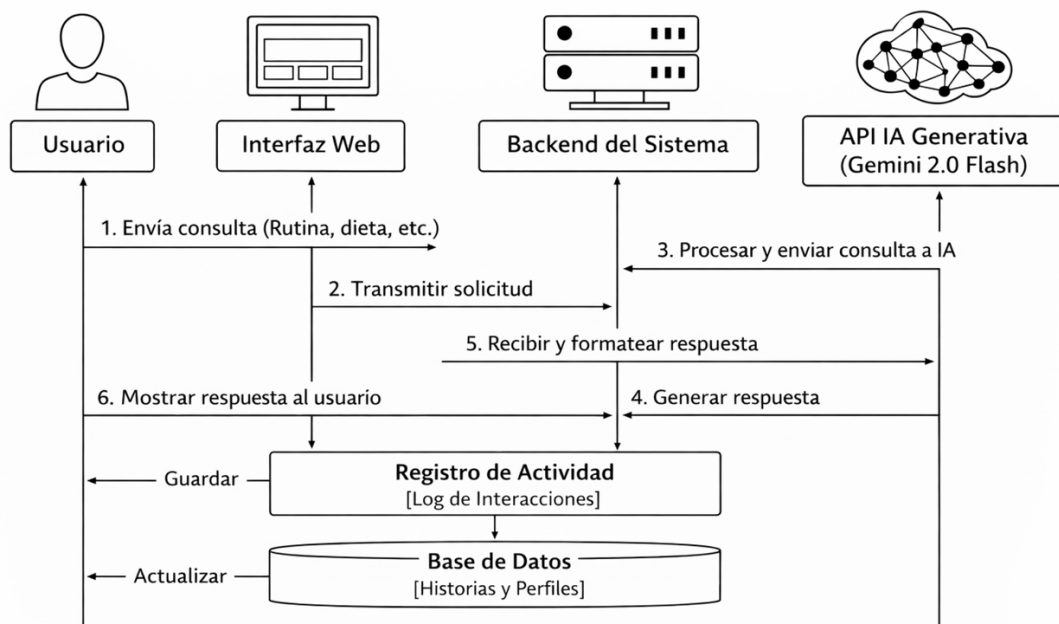 Usuario
Interfaz Web
Backend del Sistema
API IA Generativa
(Gemini 2.0 Flash)
1. Envía consulta (Rutina, dieta, etc.)
3. Procesar y enviar consulta a IA
2. Transmitir solicitud
5. Recibir y formatear respuesta
6. Mostrar respuesta al usuario
4. Generar respuesta
Registro de Actividad
[Log de Interacciones]
Guardar
Base de Datos
[Historias y Perfiles]
Actualizar